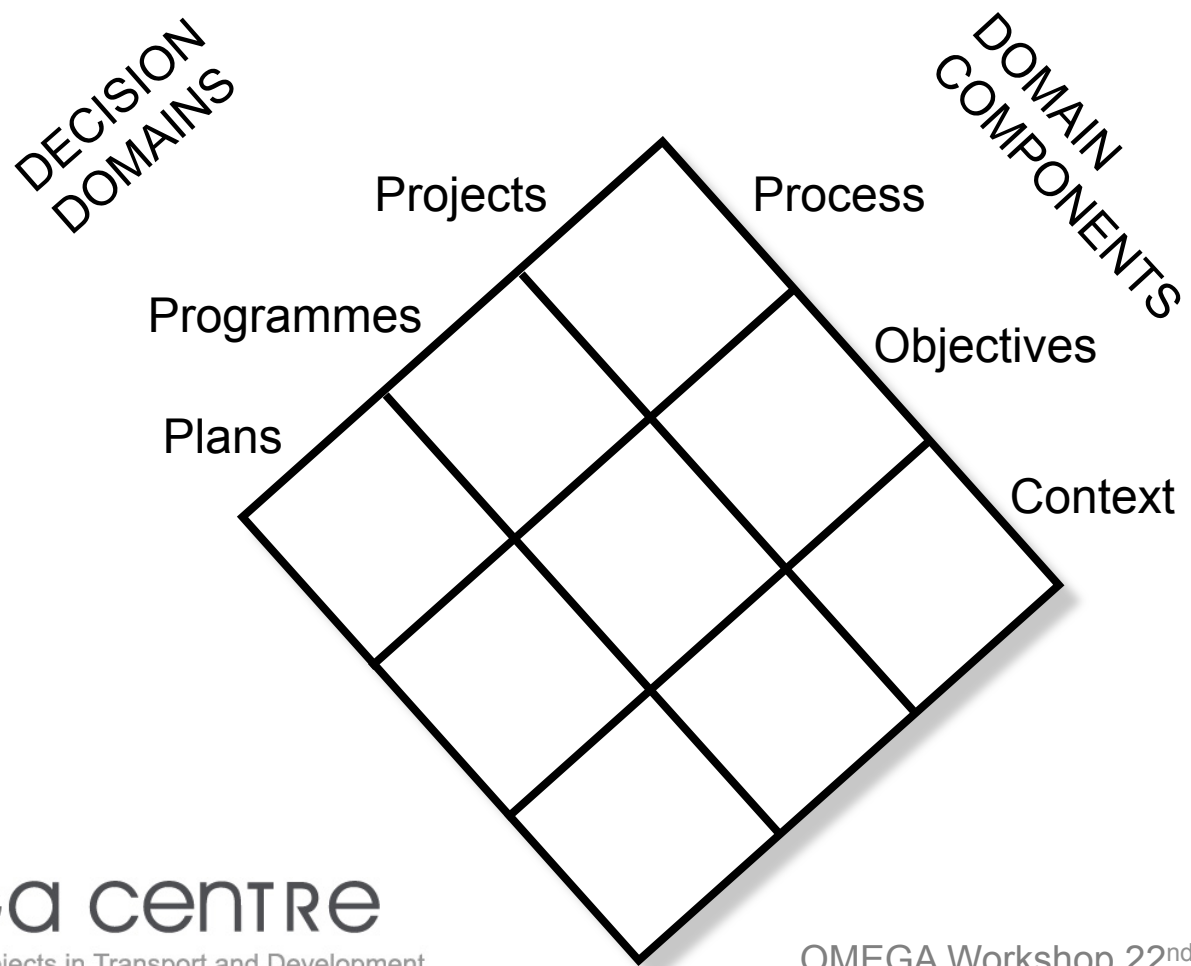 DECISION
DOMAINS
DOMAIN
COMPONENTS
Projects
Process
Programmes
Objectives
Plans
Context
a cenTRe
jects in Transport and Development
OMEGA Workshop 22nd